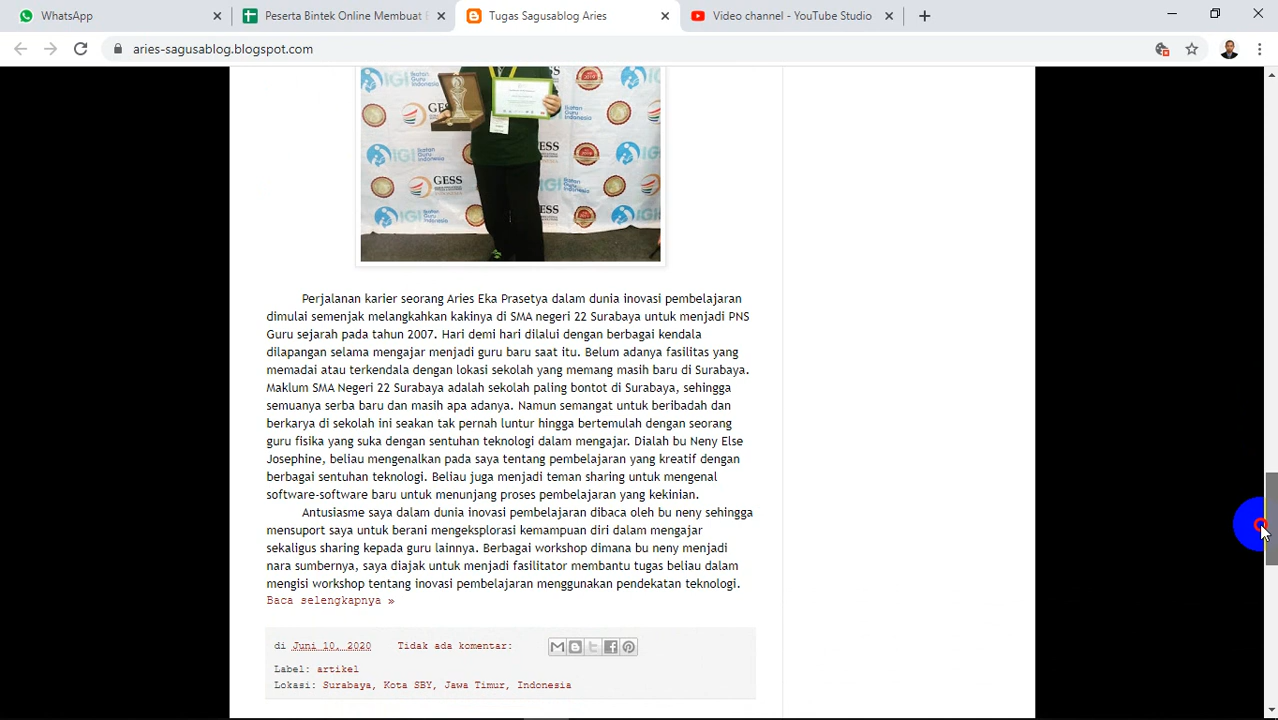 WhatsApp
Peserta Bintek Online Membuat E
Tugas Sagusablog Aries
Video channel - YouTube Studio
aries-sagusablog.blogspot.com
Ikatan Guru Indonesia
IGI
GESS
GESS
GESS
IGI
Perjalanan karier seorang Aries Eka Prasetya dalam dunia inovasi pembelajaran
dimulai semenjak melangkahkan kakinya di SMA negeri 22 Surabaya untuk menjadi PNS
Guru sejarah pada tahun 2007. Hari demi hari dilalui dengan berbagai kendala
dilapangan selama mengajar menjadi guru baru saat itu. Belum adanya fasilitas yang
memadai atau terkendala dengan lokasi sekolah yang memang masih baru di Surabaya.
Maklum SMA Negeri 22 Surabaya adalah sekolah paling bontot di Surabaya, sehingga
semuanya serba baru dan masih apa adanya. Namun semangat untuk beribadah dan
berkarya di sekolah ini seakan tak pernah luntur hingga bertemulah dengan seorang
guru fisika yang suka dengan sentuhan teknologi dalam mengajar. Dialah bu Neny Else
Josephine, beliau mengenalkan pada saya tentang pembelajaran yang kreatif dengan
berbagai sentuhan teknologi. Beliau juga menjadi teman sharing untuk mengenal
software-software baru untuk menunjang proses pembelajaran yang kekinian.
Antusiasme saya dalam dunia inovasi pembelajaran dibaca oleh bu neny sehingga
mensuport saya untuk berani mengeksplorasi kemampuan diri dalam mengajar
sekaligus sharing kepada guru lainnya. Berbagai workshop dimana bu neny menjadi
nara sumbernya, saya diajak untuk menjadi fasilitator membantu tugas beliau dalam
mengisi workshop tentang inovasi pembelajaran menggunakan pendekatan teknologi.
Baca selengkapnya »
di Juni 10, 2020 Tidak ada komentar:
Label: artikel
Lokasi: Surabaya, Kota SBY, Jawa Timur, Indonesia